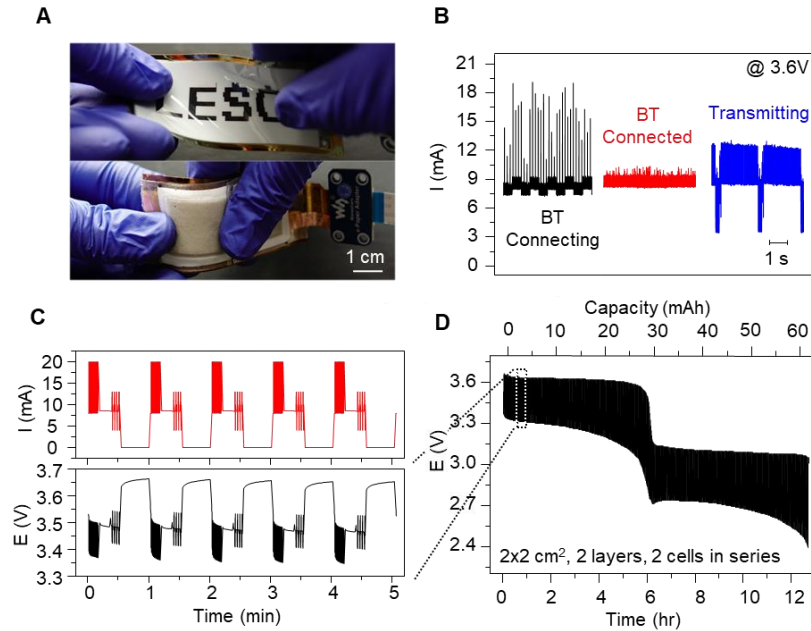 A
LESC
1 cm
B
I (mA)
21
18
15
12
9
6
3
0
@ 3.6V
BT
Connecting
BT
Connected
Transmitting
1 s
C
I (mA)
20
15
10
5
0
E (V)
3.7
3.6
3.5
3.4
3.3
0 1 2 3 4 5
Time (min)
D
Capacity (mAh)
0 10 20 30 40 50 60
E (V)
3.6
3.3
3.0
2.7
2.4
2x2 cm², 2 layers, 2 cells in series
0 2 4 6 8 10 12
Time (hr)